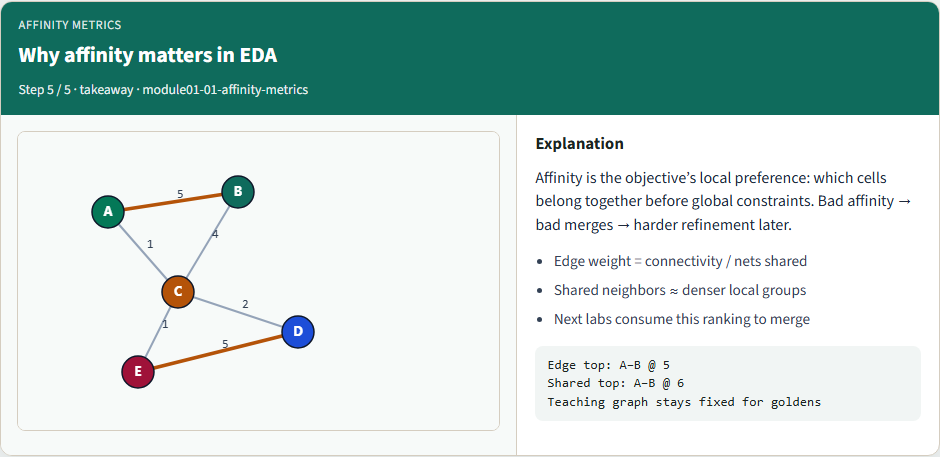 AFFINITY METRICS
Why affinity matters in EDA
Step 5 / 5 · takeaway · module01-01-affinity-metrics
A
B
C
D
E
5
1
4
2
1
5
Explanation
Affinity is the objective’s local preference: which cells
belong together before global constraints. Bad affinity →
bad merges → harder refinement later.
• Edge weight = connectivity / nets shared
• Shared neighbors ≈ denser local groups
• Next labs consume this ranking to merge
Edge top: A–B @ 5
Shared top: A–B @ 6
Teaching graph stays fixed for goldens